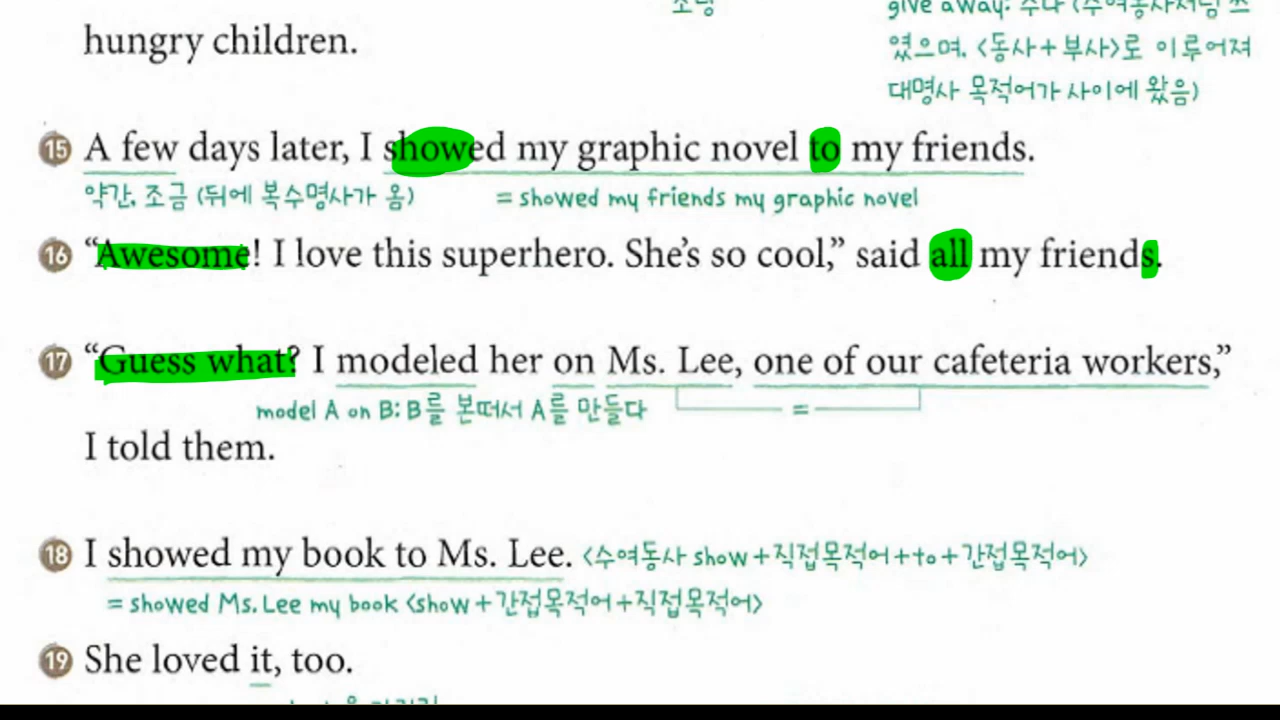 give away: 수다 (수여동사처럼 쓰
hungry children.
였으며, <동사+부사>로 이루어져
대명사 목적어가 사이에 왔음)
15 A few days later, I showed my graphic novel to my friends.
약간, 조금 (뒤에 복수명사가 옴) = showed my friends my graphic novel
16 “Awesome! I love this superhero. She’s so cool,” said all my friends.
17 “Guess what? I modeled her on Ms. Lee, one of our cafeteria workers,”
model A on B: B를 본떠서 A를 만들다 =
I told them.
18 I showed my book to Ms. Lee. <수여동사 show+직접목적어+to+간접목적어>
= showed Ms. Lee my book <show+간접목적어+직접목적어>
19 She loved it, too.